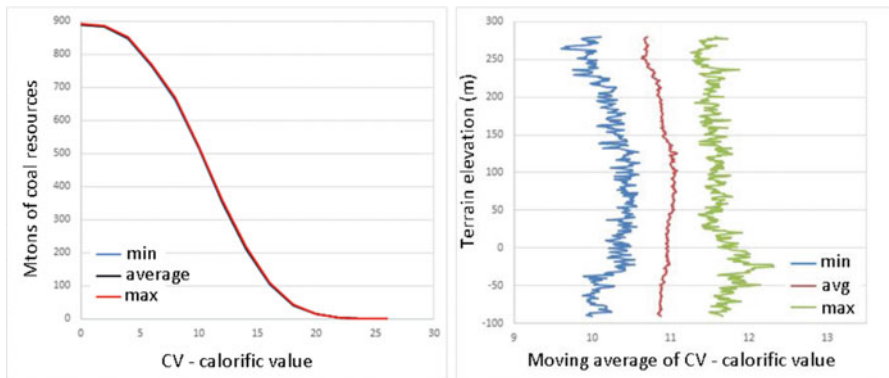 900
800
700
600
500
400
300
200
100
0
0 5 10 15 20 25 30
Mtons of coal resources
CV - calorific value
min
average
max
300
250
200
150
100
50
0
-50
-100
9 10 11 12 13
Terrain elevation (m)
Moving average of CV - calorific value
min
avg
max